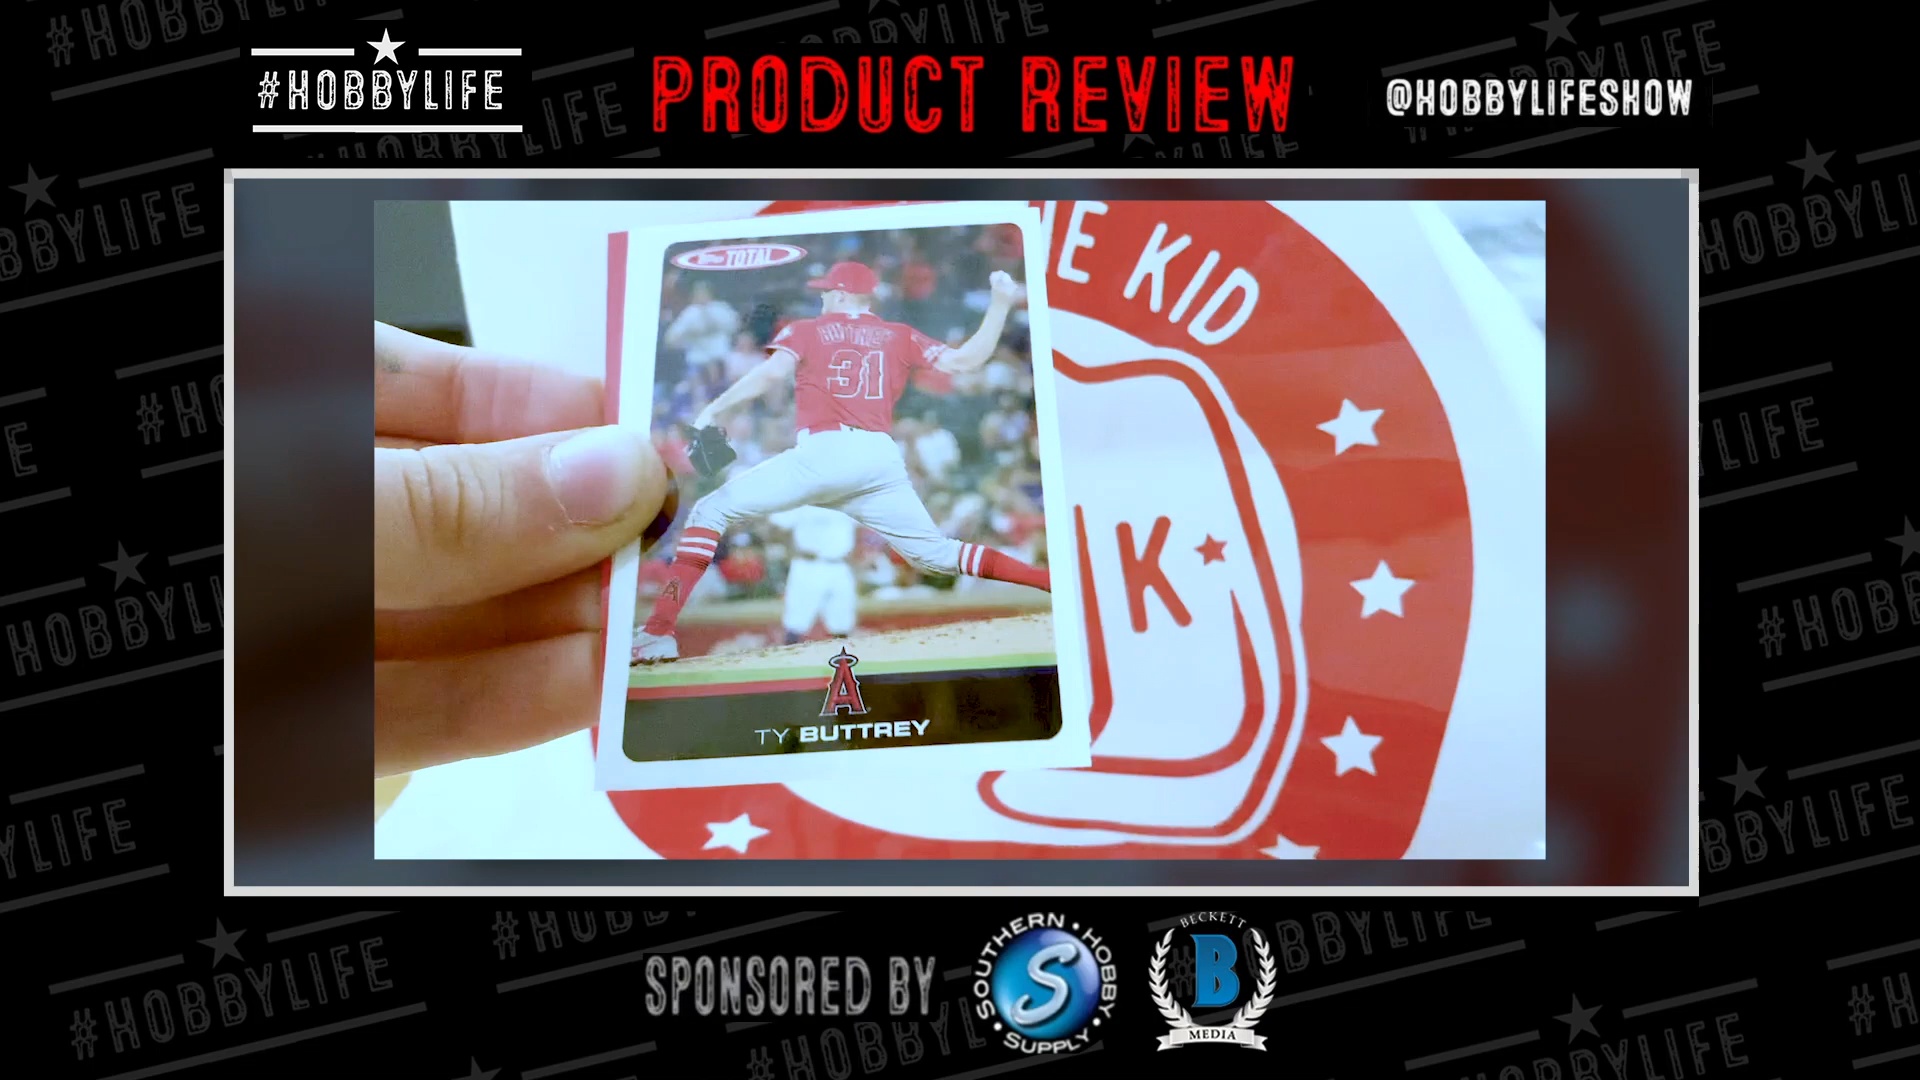 #HOBBYLIFE
PRODUCT REVIEW
@HOBBYLIFESHOW
TOTAL
BUTTREY
31
E KID
K
A
TY BUTTREY
SPONSORED BY
SOUTHERN • HOBBY • SUPPLY •
S
BECKETT
B
MEDIA